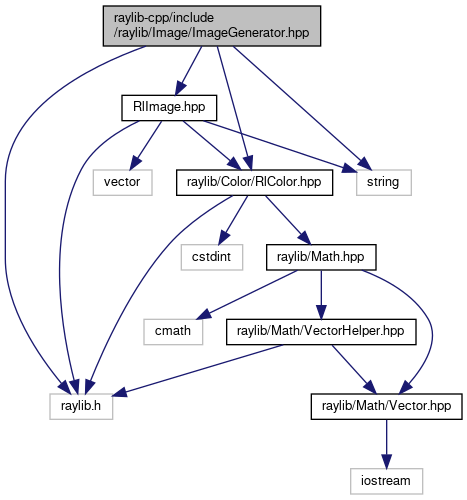 raylib-cpp/include
/raylib/Image/ImageGenerator.hpp
RlImage.hpp
vector
raylib/Color/RlColor.hpp
string
cstdint
raylib/Math.hpp
cmath
raylib/Math/VectorHelper.hpp
raylib.h
raylib/Math/Vector.hpp
iostream